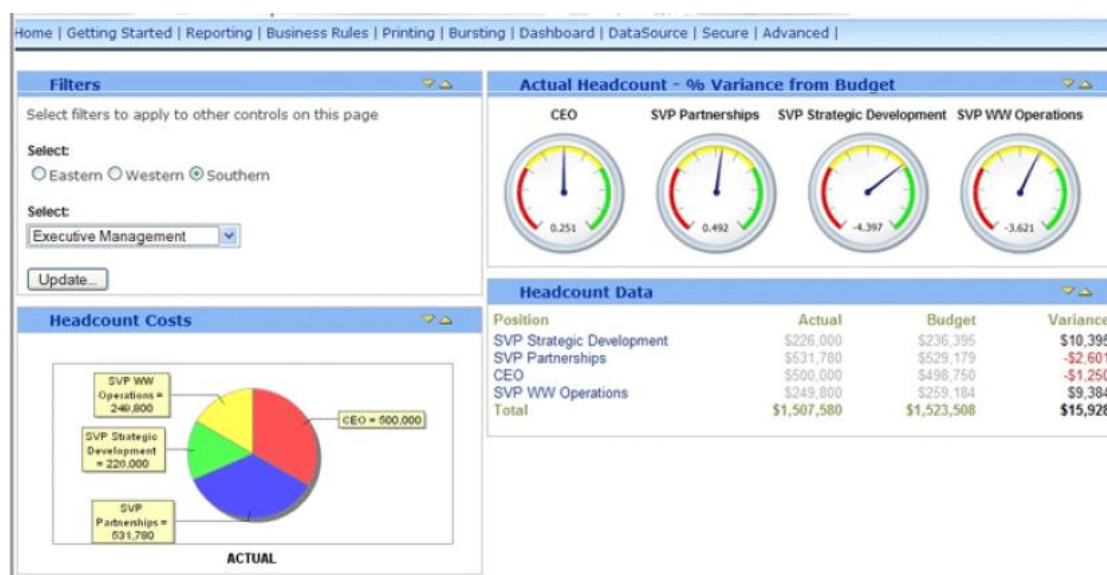 Home | Getting Started | Reporting | Business Rules | Printing | Bursting | Dashboard | DataSource | Secure | Advanced |
Filters
Select filters to apply to other controls on this page
Select:
Eastern Western Southern
Select:
Executive Management
Update...
Headcount Costs
SVP WW
Operations =
249,800
CEO = 500,000
SVP Strategic
Development
= 226,000
SVP
Partnerships =
531,780
ACTUAL
Actual Headcount - % Variance from Budget
CEO SVP Partnerships SVP Strategic Development SVP WW Operations
0.251 0.492 -4.397 -3.621
Headcount Data
Position Actual Budget Variance
SVP Strategic Development $226,000 $236,395 $10,395
SVP Partnerships $531,780 $529,179 -$2,601
CEO $500,000 $498,750 -$1,250
SVP WW Operations $249,800 $259,184 $9,384
Total $1,507,580 $1,523,508 $15,928